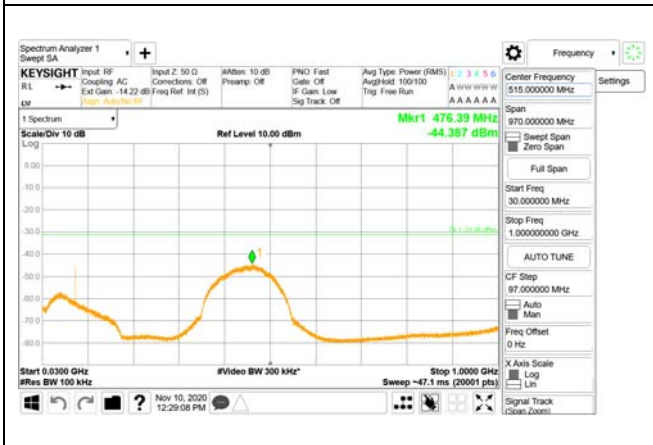 Spectrum Analyzer 1
Swept SA
+
Frequency
KEYSIGHT
Input: RF
Coupling: AC
Ext Gain: -14.22 dB
Align: Auto/No RF
Input Z: 50 Ω
Corrections: Off
Freq Ref: Int (S)
#Atten: 10 dB
Preamp: Off
PNO: Fast
Gate: Off
IF Gain: Low
Sig Track: Off
Avg Type: Power (RMS)
Avg|Hold: 100/100
Trig: Free Run
1 2 3 4 5 6
A W W W W W
A A A A A A
RL
1 Spectrum
Scale/Div 10 dB
Ref Level 10.00 dBm
Mkr1 476.39 MHz
-44.387 dBm
Log
0.00
-10.0
-20.0
-30.0
-40.0
-50.0
-60.0
-70.0
-80.0
1
Start 0.0300 GHz
#Res BW 100 kHz
#Video BW 300 kHz*
Stop 1.0000 GHz
Sweep ~47.1 ms (20001 pts)
Nov 10, 2020
12:29:08 PM
?
Center Frequency
515.000000 MHz
Settings
Span
970.000000 MHz
Swept Span
Zero Span
Full Span
Start Freq
30.000000 MHz
Stop Freq
1.000000000 GHz
AUTO TUNE
CF Step
97.000000 MHz
Auto
Man
Freq Offset
0 Hz
X Axis Scale
Log
Lin
Signal Track
(Span Zoom)